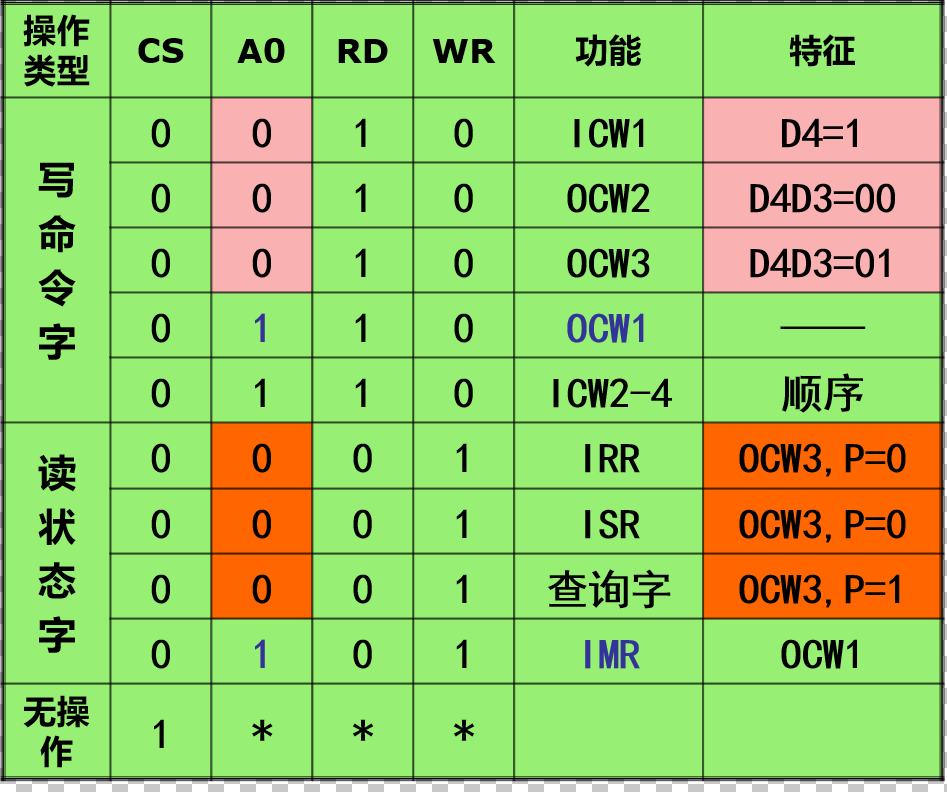 操作类型 CS A0 RD WR 功能 特征
写命令字
0 0 1 0 ICW1 D4=1
0 0 1 0 OCW2 D4D3=00
0 0 1 0 OCW3 D4D3=01
0 1 1 0 OCW1 ——
0 1 1 0 ICW2-4 顺序
读状态字
0 0 0 1 IRR OCW3,P=0
0 0 0 1 ISR OCW3,P=0
0 0 0 1 查询字 OCW3,P=1
0 1 0 1 IMR OCW1
无操作 1 * * *